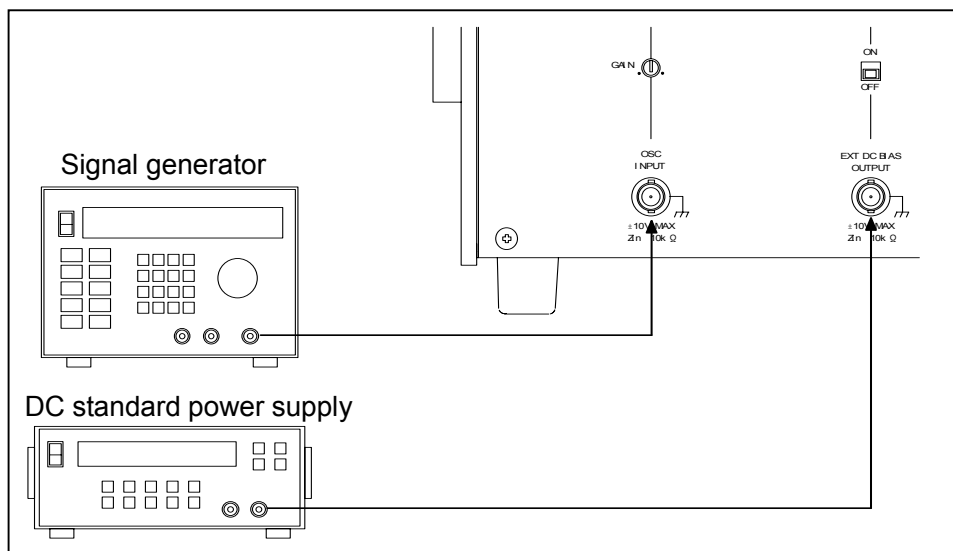 ON
GAIN
OFF
OSC
INPUT
EXT DC BIAS
OUTPUT
Signal generator
±10V MAX
Zin 10k Ω
±10V MAX
Zin 10k Ω
DC standard power supply